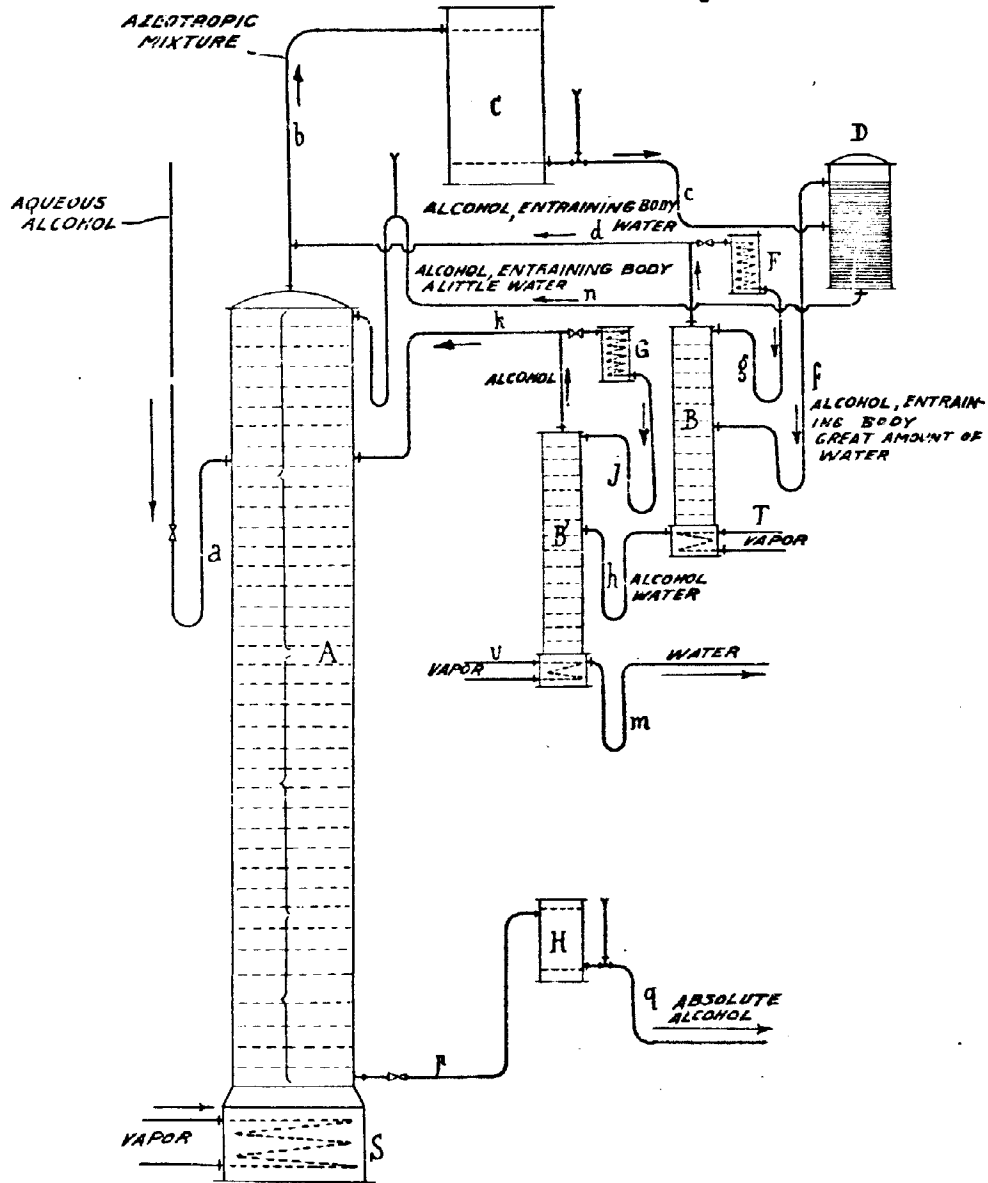 AZEOTROPIC
MIXTURE
C
D
b
AQUEOUS
ALCOHOL
c
ALCOHOL, ENTRAINING BODY
WATER
d
F
ALCOHOL, ENTRAINING BODY
A LITTLE WATER
n
k
G
g
f
ALCOHOL
ALCOHOL, ENTRAIN-
ING BODY
GREAT AMOUNT OF
WATER
B
J
T
VAPOR
a
B'
h
ALCOHOL
WATER
A
U
VAPOR
WATER
m
H
q
ABSOLUTE
ALCOHOL
p
VAPOR
S